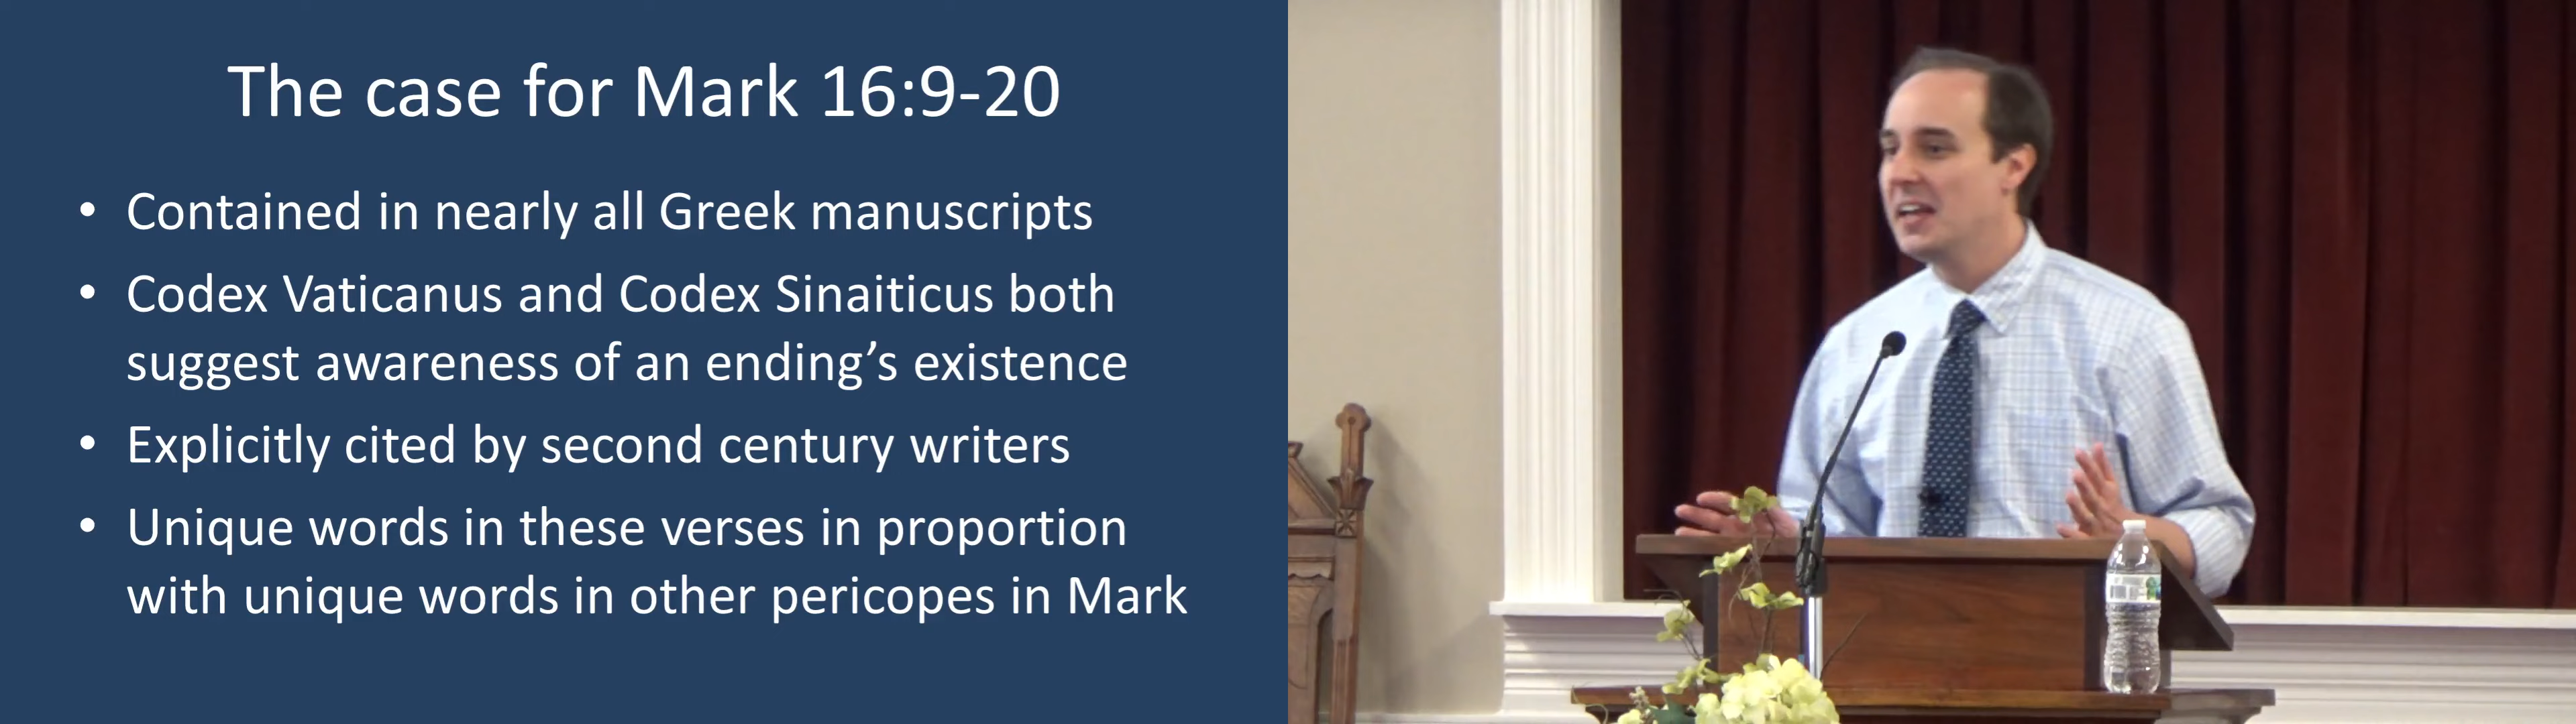 The case for Mark 16:9-20
• Contained in nearly all Greek manuscripts
• Codex Vaticanus and Codex Sinaiticus both
suggest awareness of an ending’s existence
• Explicitly cited by second century writers
• Unique words in these verses in proportion
with unique words in other pericopes in Mark